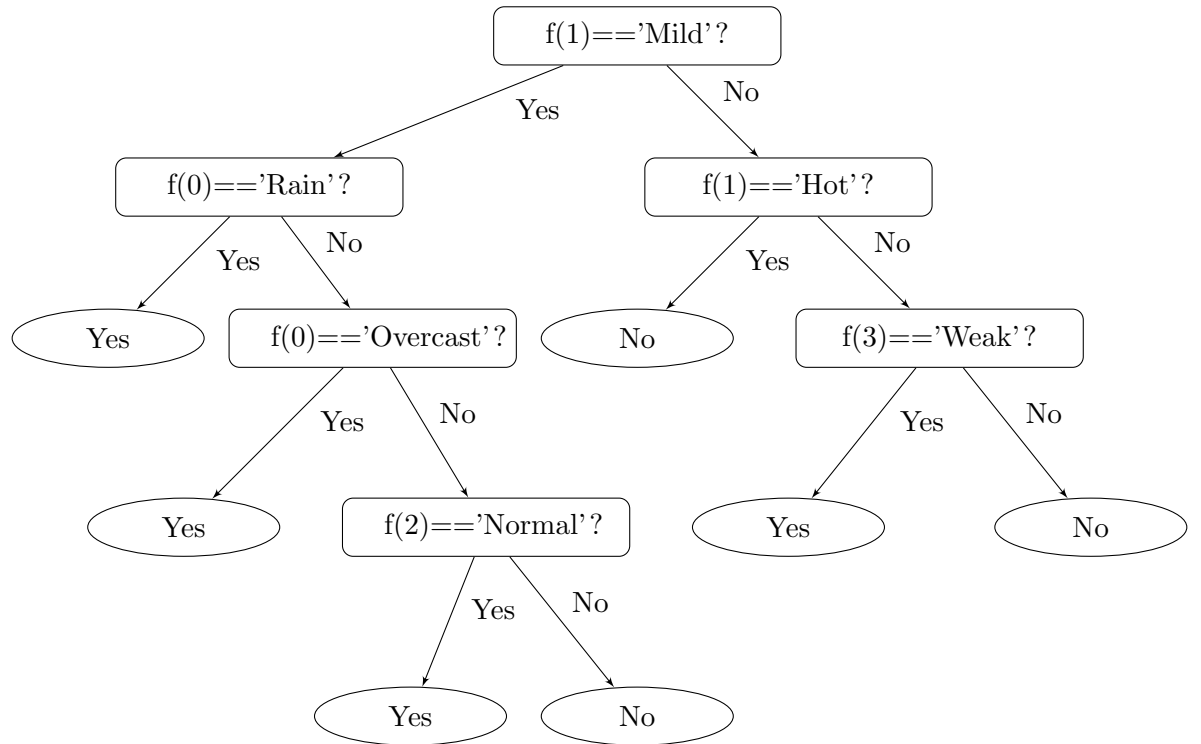 f(1)=='Mild'?
Yes
No
f(0)=='Rain'?
f(1)=='Hot'?
Yes
No
Yes
No
Yes
f(0)=='Overcast'?
No
f(3)=='Weak'?
Yes
No
Yes
No
Yes
f(2)=='Normal'?
Yes
No
Yes
No
Yes
No